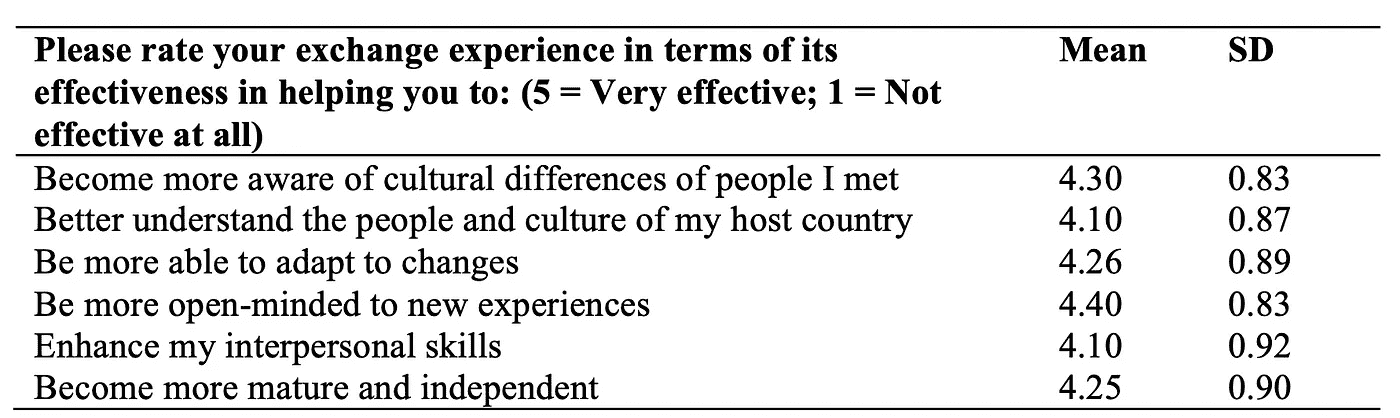 Please rate your exchange experience in terms of its Mean SD
effectiveness in helping you to: (5 = Very effective; 1 = Not
effective at all)
Become more aware of cultural differences of people I met 4.30 0.83
Better understand the people and culture of my host country 4.10 0.87
Be more able to adapt to changes 4.26 0.89
Be more open-minded to new experiences 4.40 0.83
Enhance my interpersonal skills 4.10 0.92
Become more mature and independent 4.25 0.90